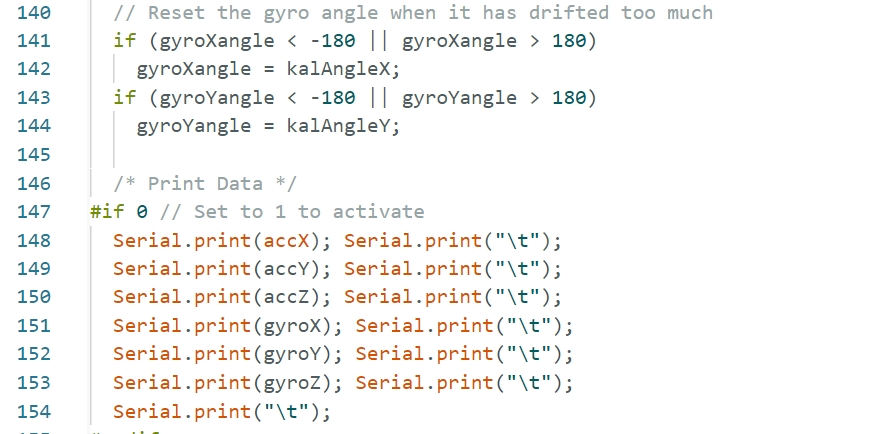 140 // Reset the gyro angle when it has drifted too much
141 if (gyroXangle < -180 || gyroXangle > 180)
142 gyroXangle = kalAngleX;
143 if (gyroYangle < -180 || gyroYangle > 180)
144 gyroYangle = kalAngleY;
145
146 /* Print Data */
147 #if 0 // Set to 1 to activate
148 Serial.print(accX); Serial.print("\t");
149 Serial.print(accY); Serial.print("\t");
150 Serial.print(accZ); Serial.print("\t");
151 Serial.print(gyroX); Serial.print("\t");
152 Serial.print(gyroY); Serial.print("\t");
153 Serial.print(gyroZ); Serial.print("\t");
154 Serial.print("\t");